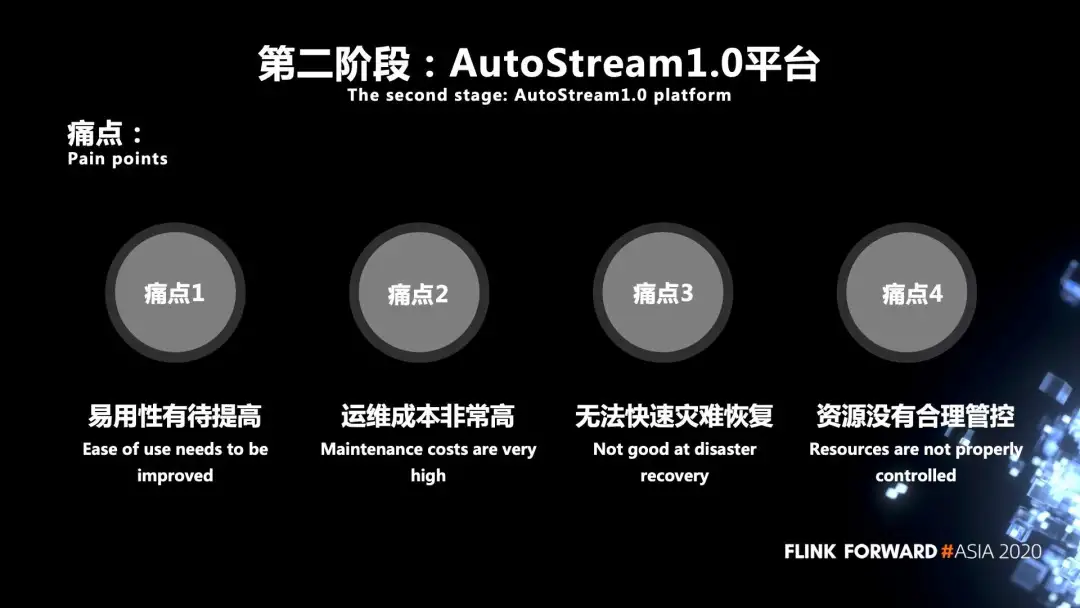 第二阶段：AutoStream1.0平台
The second stage: AutoStream1.0 platform
痛点：
Pain points
痛点1
痛点2
痛点3
痛点4
易用性有待提高
Ease of use needs to be
improved
运维成本非常高
Maintenance costs are very
high
无法快速灾难恢复
Not good at disaster
recovery
资源没有合理管控
Resources are not properly
controlled
FLINK FORWARD #ASIA 2020